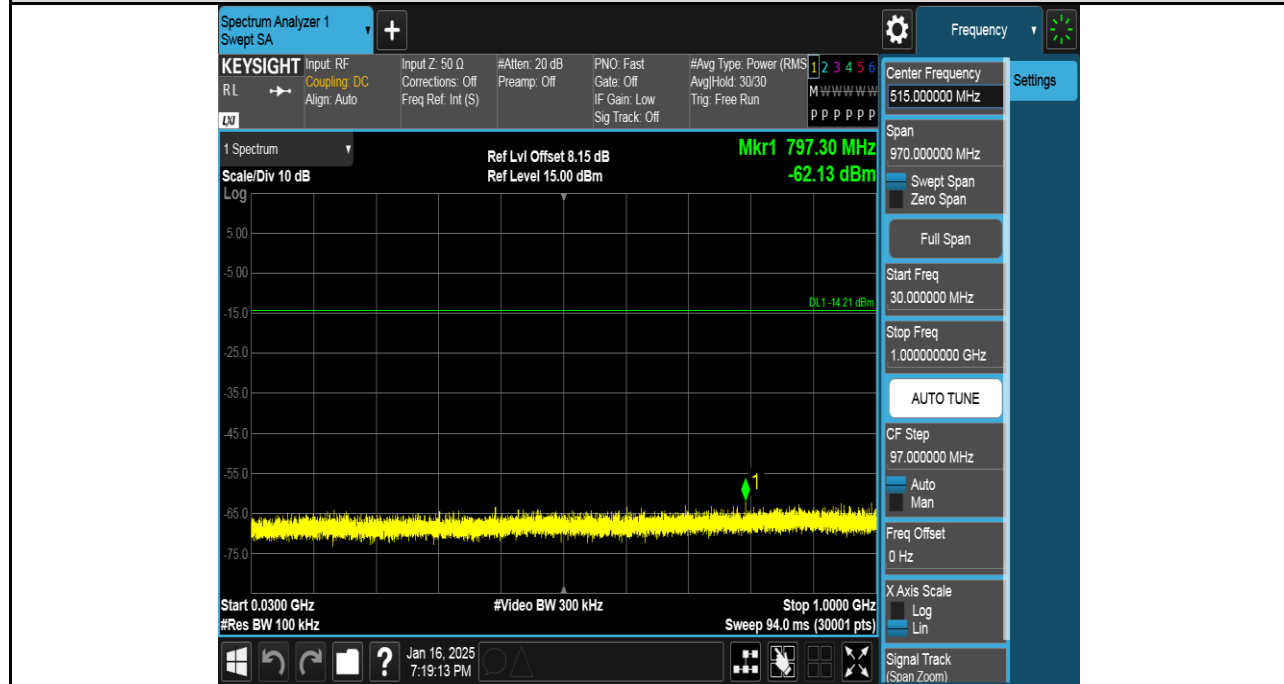 Spectrum Analyzer 1
Swept SA
+
Frequency
KEYSIGHT
RL
LXI
Input: RF
Coupling: DC
Align: Auto
Input Z: 50 Ω
Corrections: Off
Freq Ref: Int (S)
#Atten: 20 dB
Preamp: Off
PNO: Fast
Gate: Off
IF Gain: Low
Sig Track: Off
#Avg Type: Power (RMS
Avg|Hold: 30/30
Trig: Free Run
1 2 3 4 5 6
M W W W W W
P P P P P P
1 Spectrum
Scale/Div 10 dB
Log
Ref Lvl Offset 8.15 dB
Ref Level 15.00 dBm
Mkr1 797.30 MHz
-62.13 dBm
5.00
-5.00
-15.0
-25.0
-35.0
-45.0
-55.0
-65.0
-75.0
DL1 -14.21 dBm
1
Start 0.0300 GHz
#Res BW 100 kHz
#Video BW 300 kHz
Stop 1.0000 GHz
Sweep 94.0 ms (30001 pts)
?
Jan 16, 2025
7:19:13 PM
Center Frequency
515.000000 MHz
Settings
Span
970.000000 MHz
Swept Span
Zero Span
Full Span
Start Freq
30.000000 MHz
Stop Freq
1.000000000 GHz
AUTO TUNE
CF Step
97.000000 MHz
Auto
Man
Freq Offset
0 Hz
X Axis Scale
Log
Lin
Signal Track
(Span Zoom)